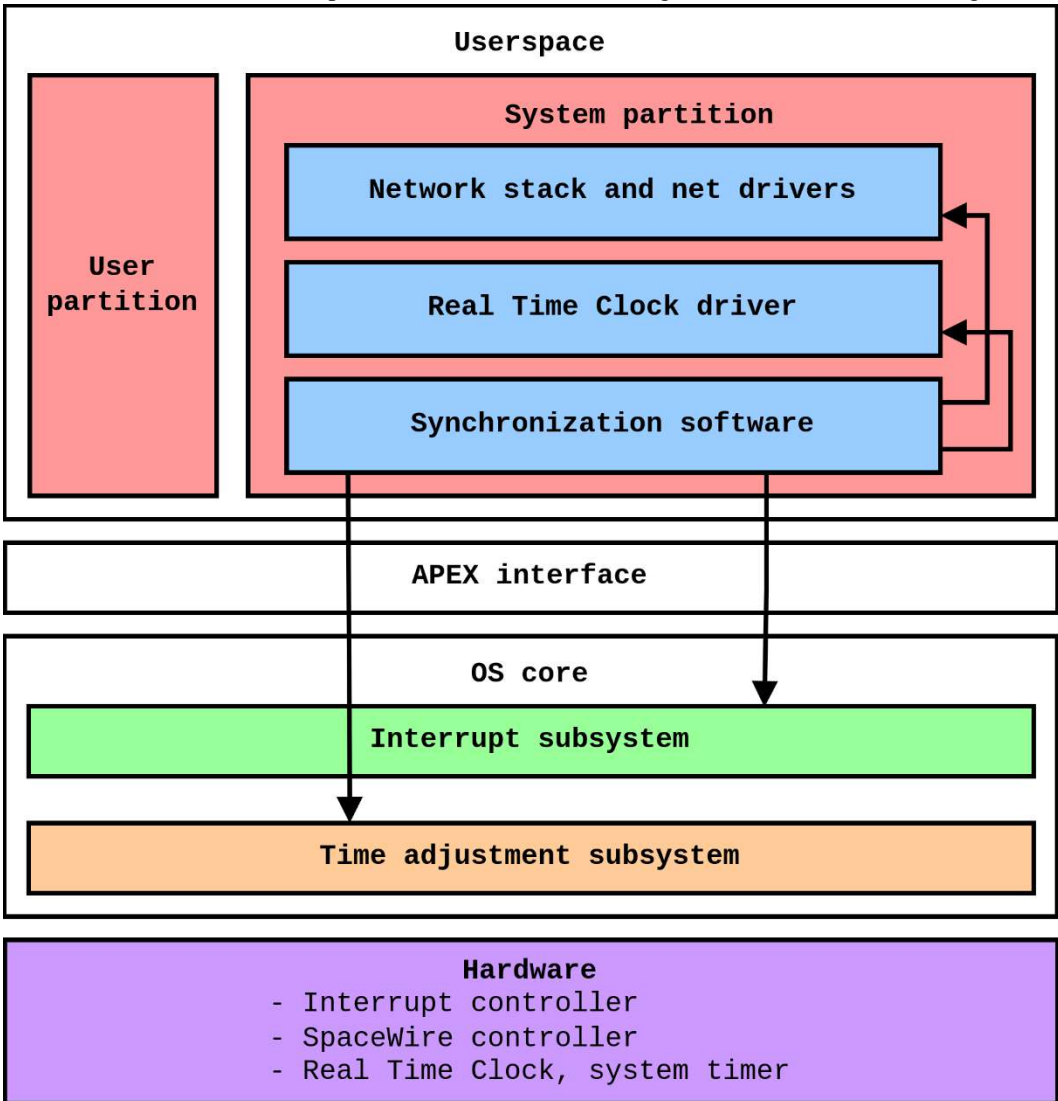 Userspace
System partition
Network stack and net drivers
User
partition
Real Time Clock driver
Synchronization software
APEX interface
OS core
Interrupt subsystem
Time adjustment subsystem
Hardware
- Interrupt controller
- SpaceWire controller
- Real Time Clock, system timer